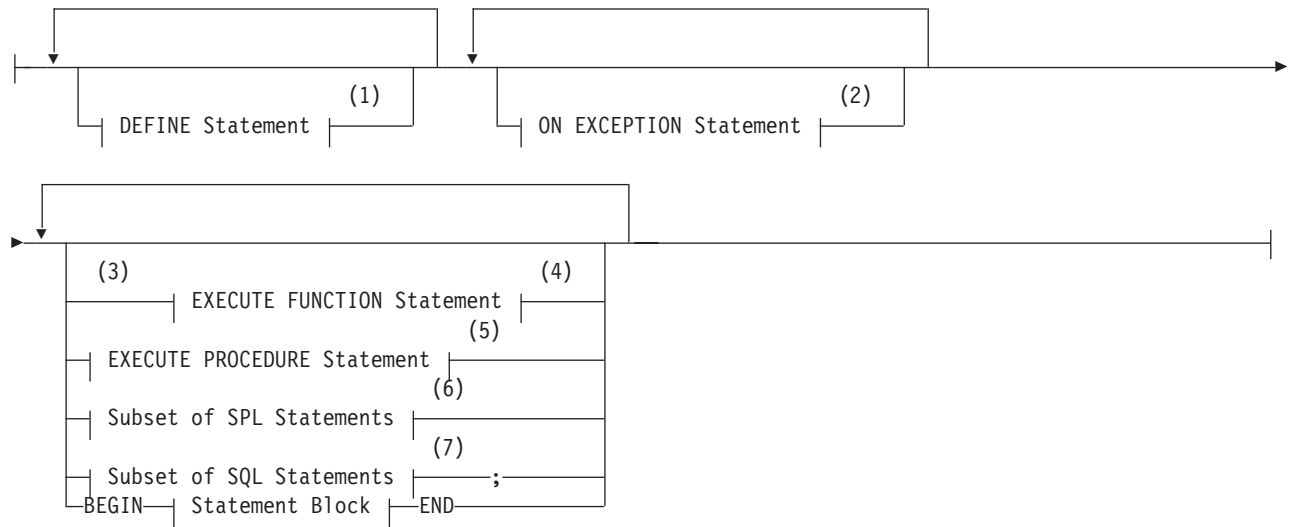 (1)
(2)
DEFINE Statement
ON EXCEPTION Statement
(3)
(4)
EXECUTE FUNCTION Statement
(5)
EXECUTE PROCEDURE Statement
(6)
Subset of SPL Statements
(7)
Subset of SQL Statements ;
BEGIN Statement Block END